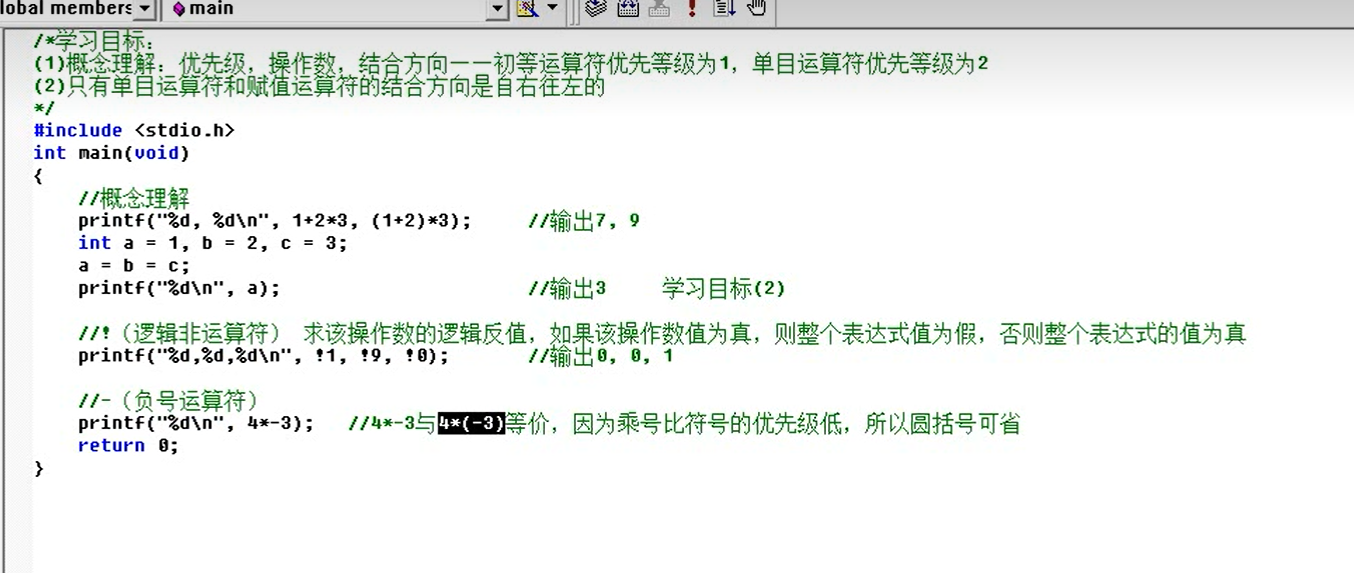 lobal members main
/*学习目标：
(1)概念理解：优先级，操作数，结合方向——初等运算符优先等级为1，单目运算符优先等级为2
(2)只有单目运算符和赋值运算符的结合方向是自右往左的
*/
#include <stdio.h>
int main(void)
{
//概念理解
printf("%d, %d\n", 1+2*3, (1+2)*3); //输出7, 9
int a = 1, b = 2, c = 3;
a = b = c;
printf("%d\n", a); //输出3 学习目标(2)
//!（逻辑非运算符） 求该操作数的逻辑反值，如果该操作数值为真，则整个表达式值为假，否则整个表达式的值为真
printf("%d,%d,%d\n", !1, !9, !0); //输出0, 0, 1
//-（负号运算符）
printf("%d\n", 4*-3); //4*-3与4*(-3)等价，因为乘号比符号的优先级低，所以圆括号可省
return 0;
}